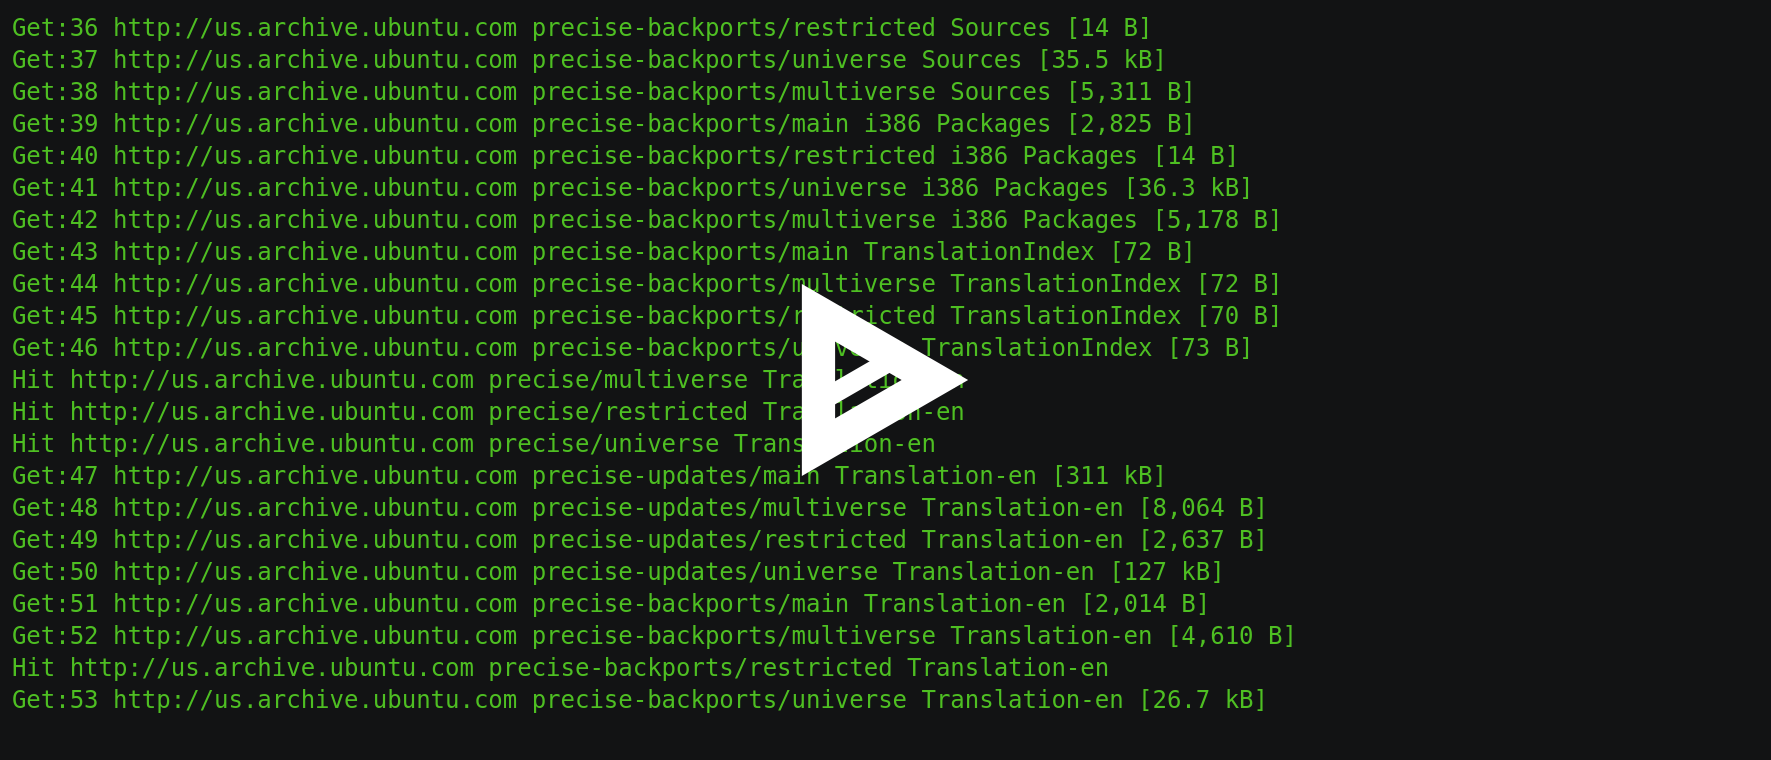 Get:36 http://us.archive.ubuntu.com precise-backports/restricted Sources [14 B]
Get:37 http://us.archive.ubuntu.com precise-backports/universe Sources [35.5 kB]
Get:38 http://us.archive.ubuntu.com precise-backports/multiverse Sources [5,311 B]
Get:39 http://us.archive.ubuntu.com precise-backports/main i386 Packages [2,825 B]
Get:40 http://us.archive.ubuntu.com precise-backports/restricted i386 Packages [14 B]
Get:41 http://us.archive.ubuntu.com precise-backports/universe i386 Packages [36.3 kB]
Get:42 http://us.archive.ubuntu.com precise-backports/multiverse i386 Packages [5,178 B]
Get:43 http://us.archive.ubuntu.com precise-backports/main TranslationIndex [72 B]
Get:44 http://us.archive.ubuntu.com precise-backports/multiverse TranslationIndex [72 B]
Get:45 http://us.archive.ubuntu.com precise-backports/restricted TranslationIndex [70 B]
Get:46 http://us.archive.ubuntu.com precise-backports/universe TranslationIndex [73 B]
Hit http://us.archive.ubuntu.com precise/multiverse
Hit http://us.archive.ubuntu.com precise/restricted Translation-en
Hit http://us.archive.ubuntu.com precise/universe Translation-en
Get:47 http://us.archive.ubuntu.com precise-updates/main Translation-en [311 kB]
Get:48 http://us.archive.ubuntu.com precise-updates/multiverse Translation-en [8,064 B]
Get:49 http://us.archive.ubuntu.com precise-updates/restricted Translation-en [2,637 B]
Get:50 http://us.archive.ubuntu.com precise-updates/universe Translation-en [127 kB]
Get:51 http://us.archive.ubuntu.com precise-backports/main Translation-en [2,014 B]
Get:52 http://us.archive.ubuntu.com precise-backports/multiverse Translation-en [4,610 B]
Hit http://us.archive.ubuntu.com precise-backports/restricted Translation-en
Get:53 http://us.archive.ubuntu.com precise-backports/universe Translation-en [26.7 kB]